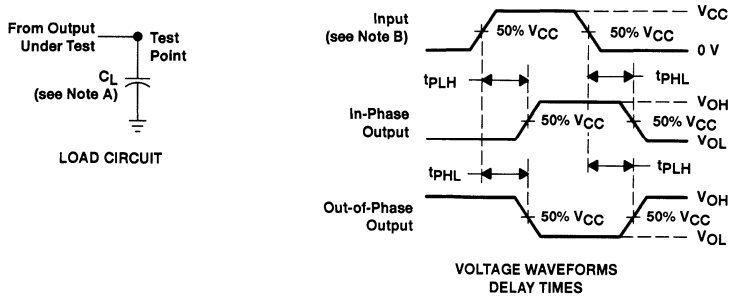 From Output
Under Test
Test
Point
CL
(see Note A)
LOAD CIRCUIT
Input
(see Note B)
50% VCC
50% VCC
VCC
0 V
tPLH
tPHL
In-Phase
Output
50% VCC
50% VCC
VOH
VOL
tPHL
tPLH
Out-of-Phase
Output
50% VCC
50% VCC
VOH
VOL
VOLTAGE WAVEFORMS
DELAY TIMES